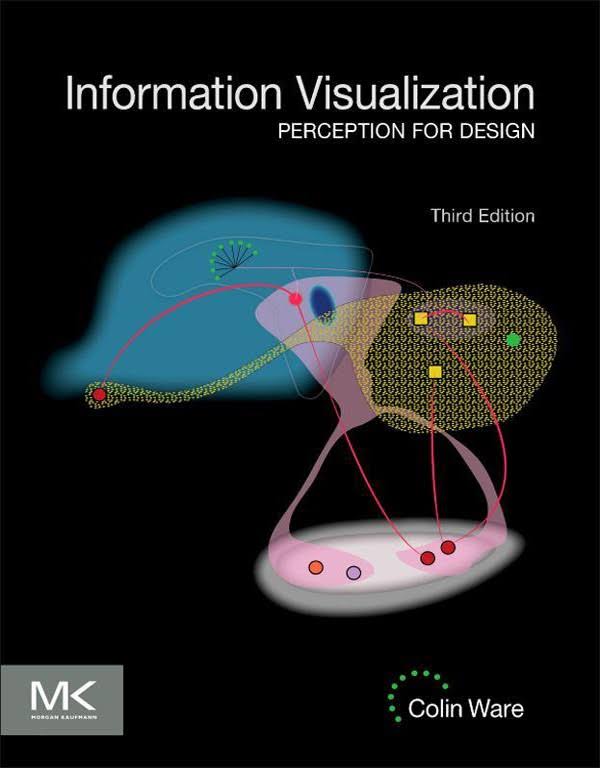 Information Visualization
PERCEPTION FOR DESIGN
Third Edition
MK
MORGAN KAUFMANN
Colin Ware